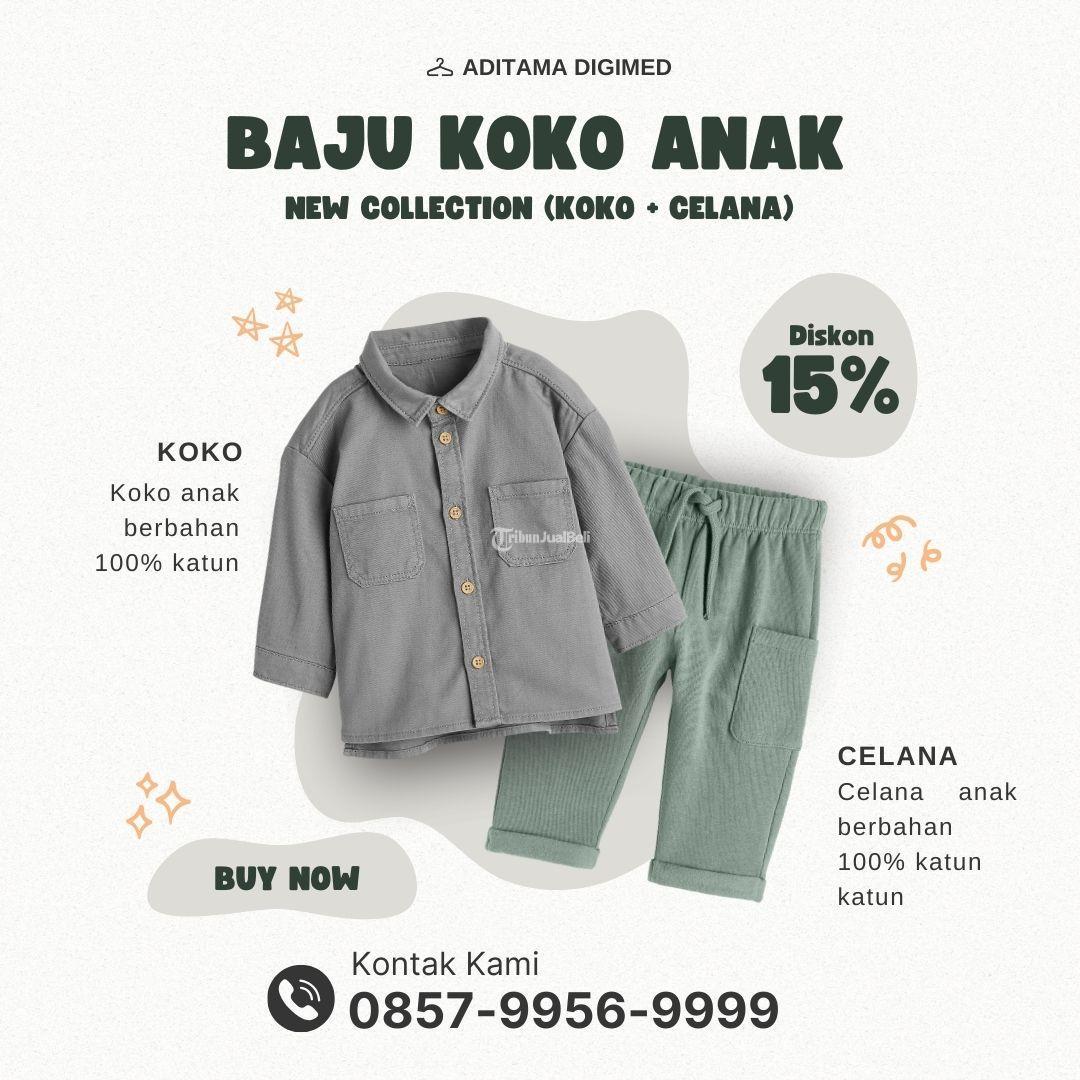 ADITAMA DIGIMED
BAJU KOKO ANAK
NEW COLLECTION (KOKO + CELANA)
Diskon
15%
KOKO
Koko anak
berbahan
100% katun
TribunJualBeli
CELANA
Celana anak
berbahan
100% katun
katun
BUY NOW
Kontak Kami
0857-9956-9999